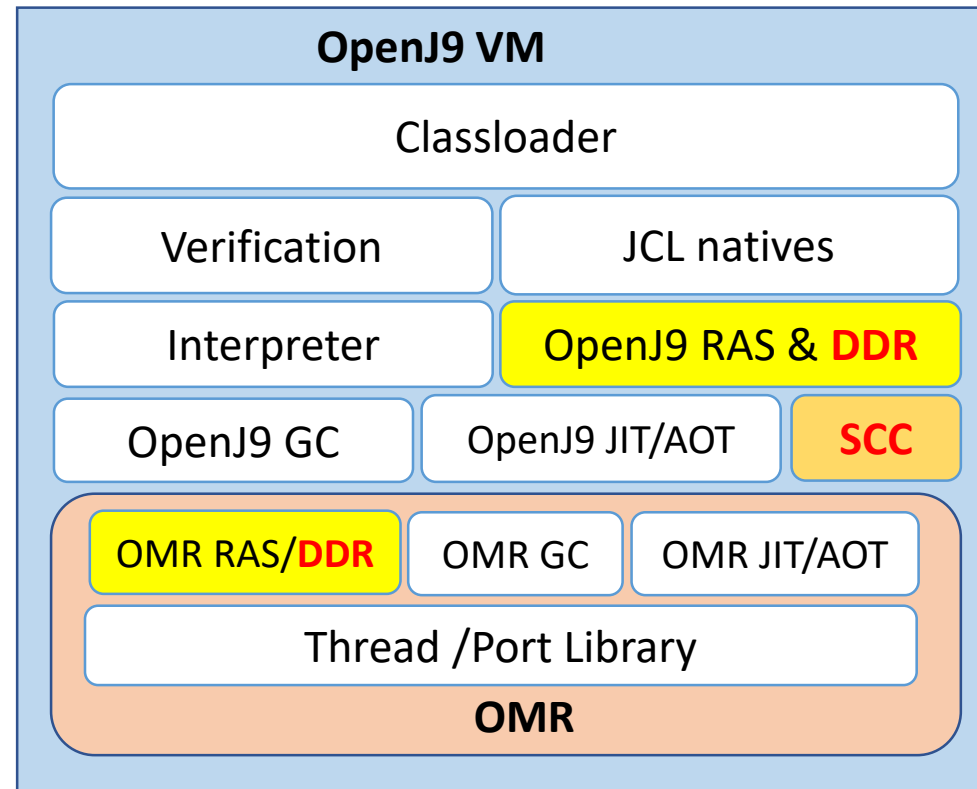 OpenJ9 VM
Classloader
Verification
JCL natives
Interpreter
OpenJ9 RAS & DDR
OpenJ9 GC
OpenJ9 JIT/AOT
SCC
OMR RAS/DDR
OMR GC
OMR JIT/AOT
Thread /Port Library
OMR